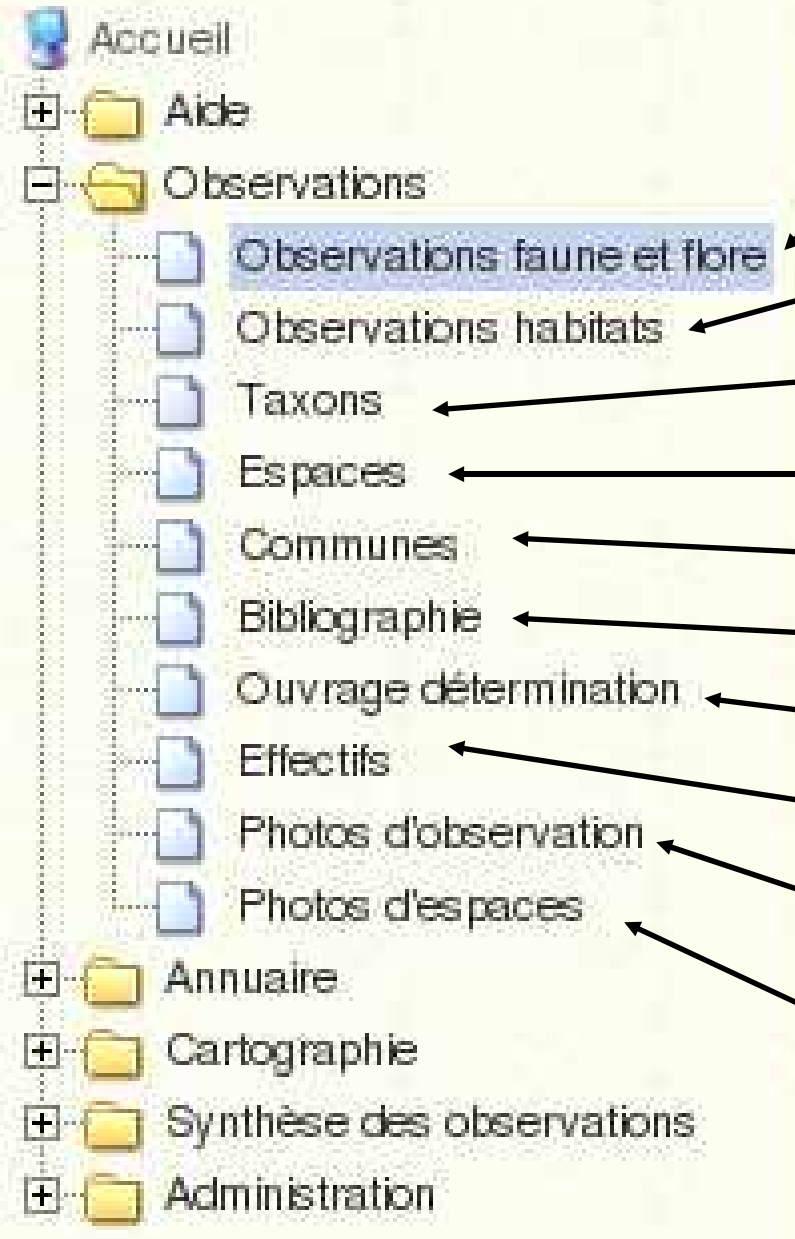 Accueil
Aide
Observations
Observations faune et flore
Observations habitats
Taxons
Espaces
Communes
Bibliographie
Ouvrage détermination
Effectifs
Photos d'observation
Photos d'espaces
Annuaire
Cartographie
Synthèse des observations
Administration